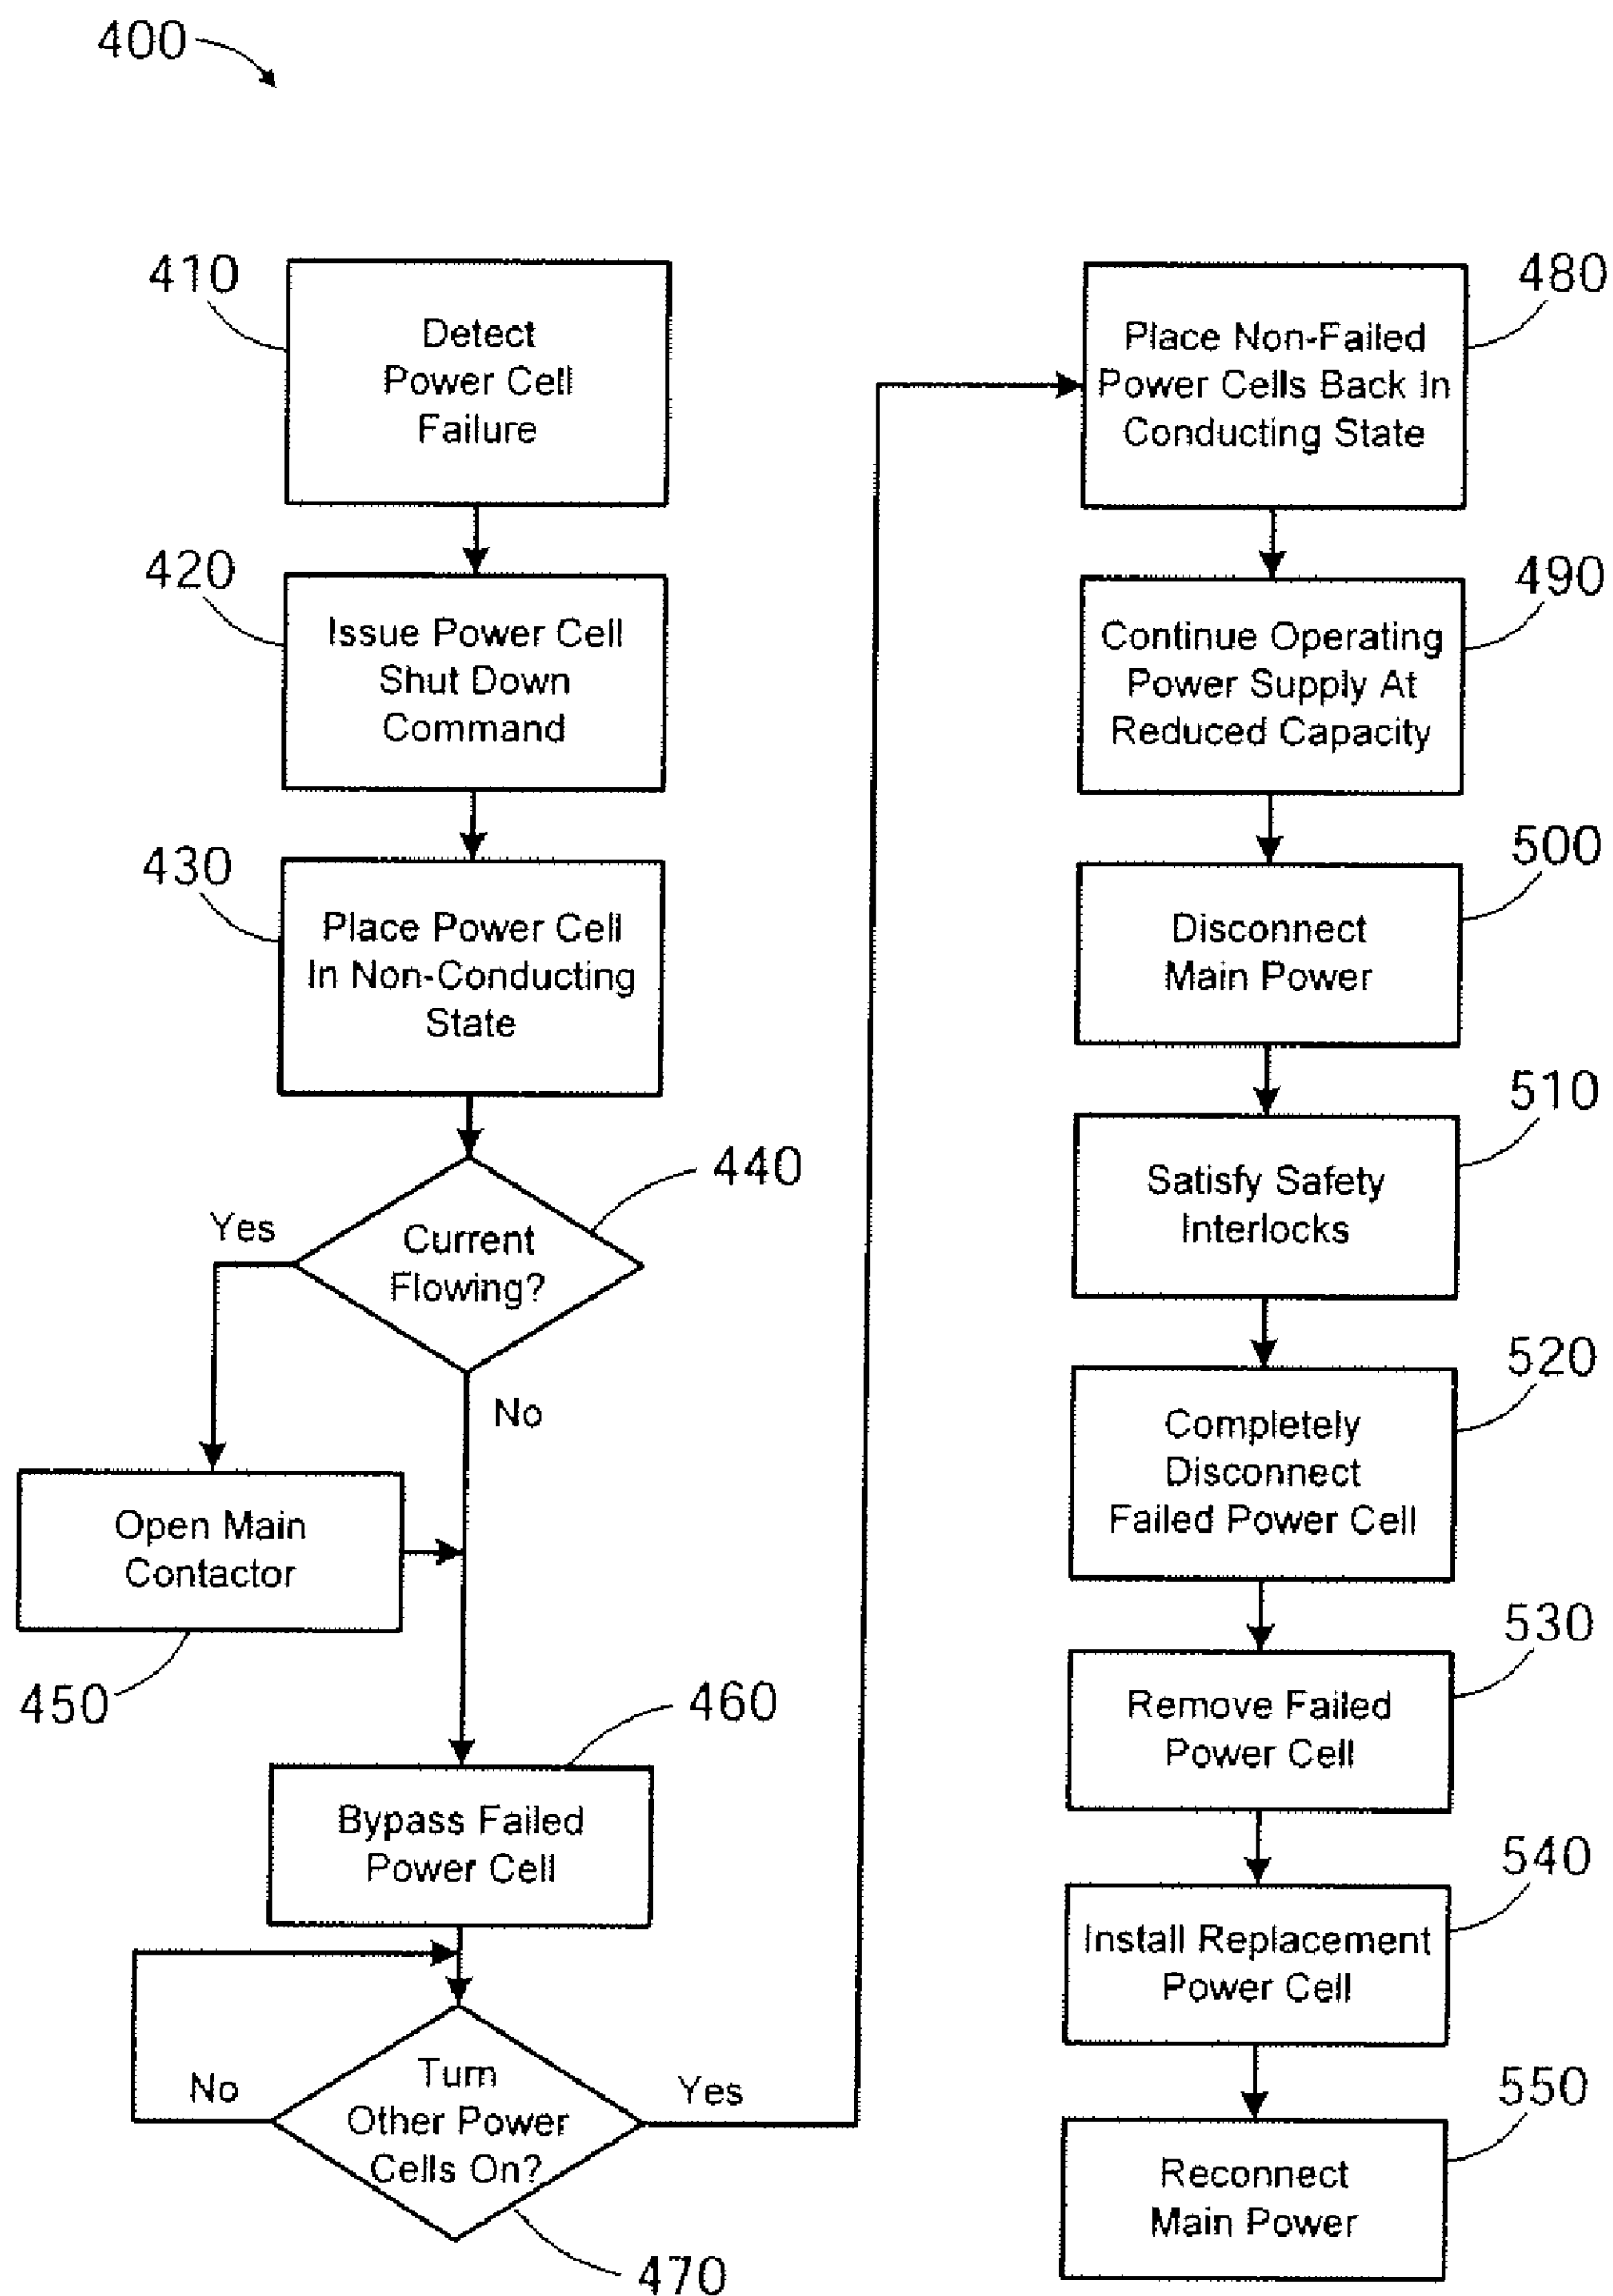 400
410
Detect
Power Cell
Failure
420
Issue Power Cell
Shut Down
Command
430
Place Power Cell
In Non-Conducting
State
440
Yes
Current
Flowing?
No
Open Main
Contactor
450
460
Bypass Failed
Power Cell
No
Turn
Other Power
Cells On?
Yes
470
480
Place Non-Failed
Power Cells Back In
Conducting State
490
Continue Operating
Power Supply At
Reduced Capacity
500
Disconnect
Main Power
510
Satisfy Safety
Interlocks
520
Completely
Disconnect
Failed Power Cell
530
Remove Failed
Power Cell
540
Install Replacement
Power Cell
550
Reconnect
Main Power